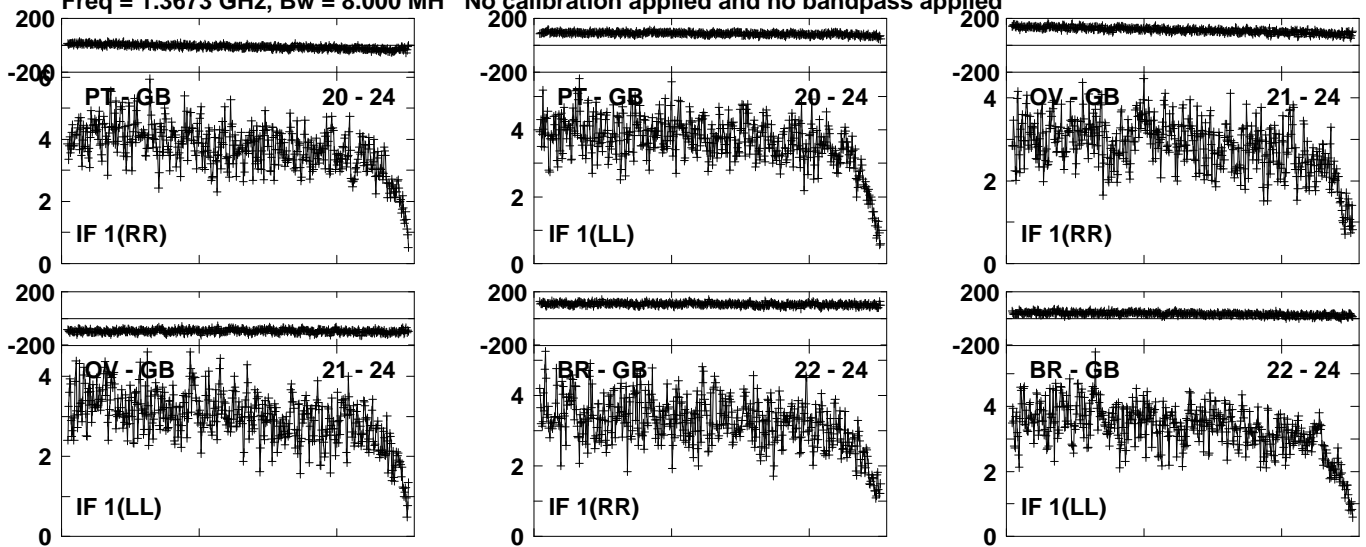 Freq = 1.3673 GHz, Bw = 8.000 MH No calibration applied and no bandpass applied
200 200 200
-200 6 -200 -200
PT - GB 20 - 24 PT - GB 20 - 24 OV - GB 21 - 24
4 4 4
2 2 2
IF 1(RR) IF 1(LL) IF 1(RR)
0 0 0
200 200 200
-200 -200 -200
OV - GB 21 - 24 BR - GB 22 - 24 BR - GB 22 - 24
4 4 4
2 2 2
IF 1(LL) IF 1(RR) IF 1(LL)
0 0 0